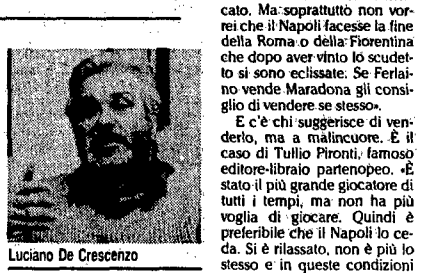 Luciano De Crescenzo
cato. Ma soprattutto non vor-
rei che il Napoli facesse la fine
della Roma o della Fiorentina
che dopo aver vinto lo scudet-
to si sono eclissate. Se Ferlai-
no vende Maradona gli consi-
glio di vendere se stesso».
E c'è chi suggerisce di ven-
derlo, ma a malincuore. È il
caso di Tullio Pironti, famoso
editore-libraio partenopeo. «È
stato il più grande giocatore di
tutti i tempi, ma non ha più
voglia di giocare. Quindi è
preferibile che il Napoli lo ce-
da. Si è rilassato, non è più lo
stesso e in queste condizioni